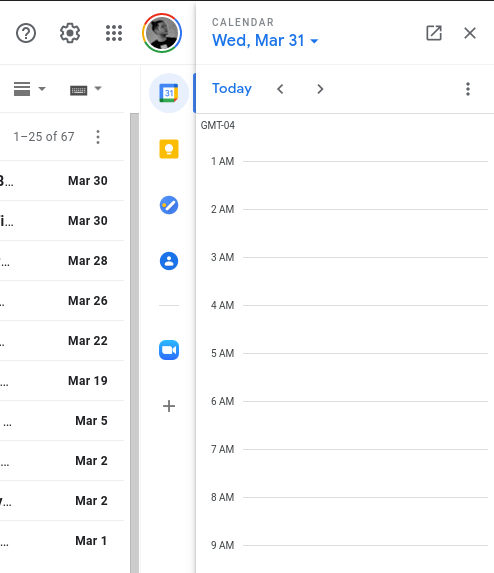 CALENDAR
Wed, Mar 31
Today
31
1–25 of 67
GMT-04
Mar 30
Mar 30
Mar 28
Mar 26
Mar 22
Mar 19
Mar 5
Mar 2
Mar 2
Mar 1
1 AM
2 AM
3 AM
4 AM
5 AM
6 AM
7 AM
8 AM
9 AM